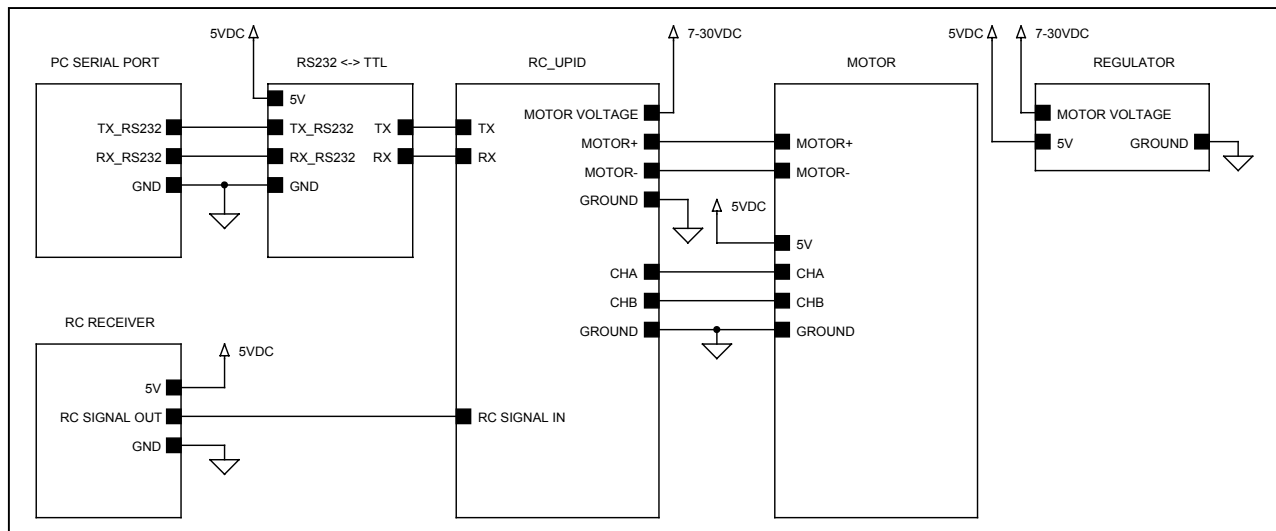 PC SERIAL PORT
TX_RS232
RX_RS232
GND
5VDC
RS232 <-> TTL
5V
TX_RS232
RX_RS232
GND
TX
RX
RC_UPID
TX
RX
RC SIGNAL IN
7-30VDC
MOTOR VOLTAGE
MOTOR+
MOTOR-
GROUND
CHA
CHB
GROUND
MOTOR
MOTOR+
MOTOR-
5VDC
5V
CHA
CHB
GROUND
5VDC
7-30VDC
REGULATOR
MOTOR VOLTAGE
5V
GROUND
RC RECEIVER
5VDC
5V
RC SIGNAL OUT
GND